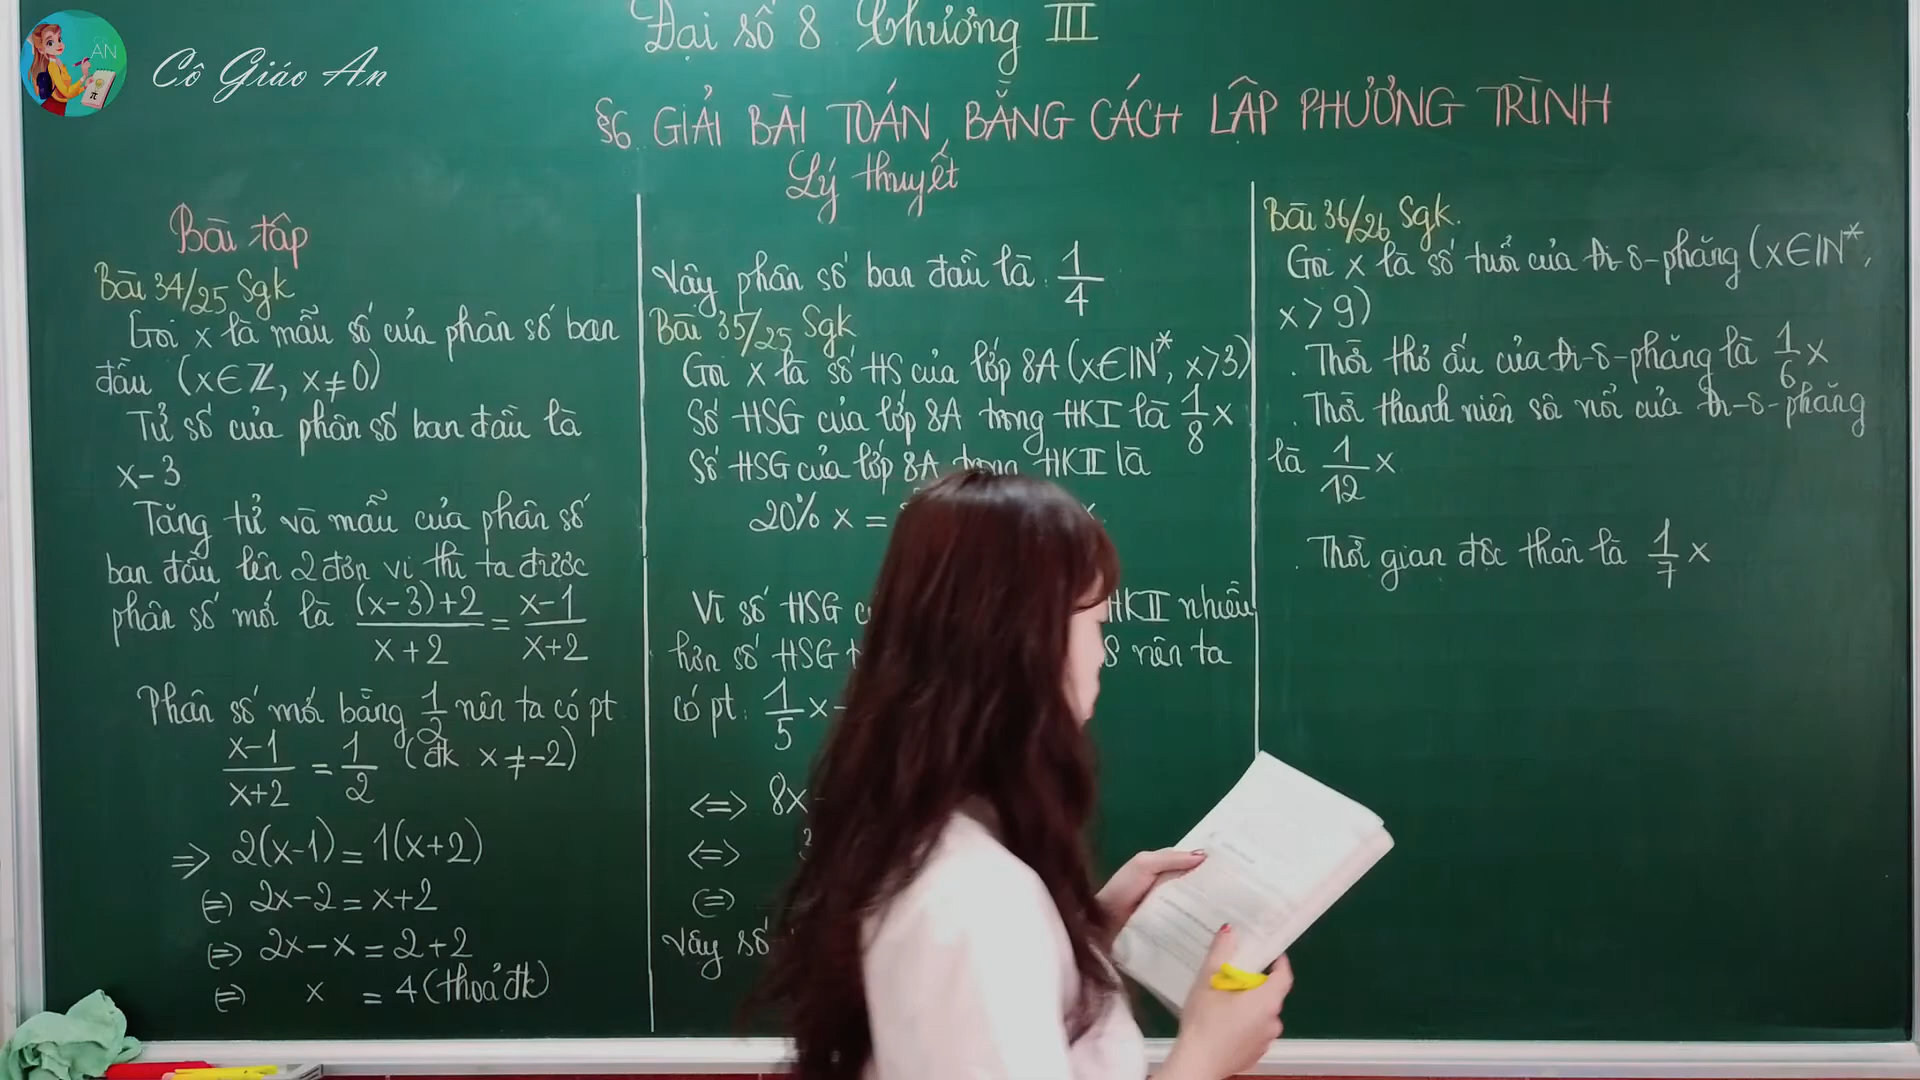 AN
Cô Giáo An
Đại số 8 Chương III
§6 GIẢI BÀI TOÁN BẰNG CÁCH LẬP PHƯƠNG TRÌNH
Lý thuyết
Bài tập
Bài 34/25 Sgk
Gọi x là mẫu số của phân số ban
đầu (x∈Z, x≠0)
Tử số của phân số ban đầu là
x-3
Tăng tử và mẫu của phân số
ban đầu lên 2 đơn vị thì ta được
phân số mới là (x-3)+2/x+2 = x-1/x+2
Phân số mới bằng 1/2 nên ta có pt
x-1/x+2 = 1/2 (đk x≠-2)
=> 2(x-1) = 1(x+2)
(=) 2x-2 = x+2
(=) 2x-x = 2+2
(=) x = 4 (thoả đk)
Vậy phân số ban đầu là 1/4
Bài 35/25 Sgk
Gọi x là số HS của lớp 8A (x∈IN*, x>3)
Số HSG của lớp 8A trong HKI là 1/8 x
Số HSG của lớp 8A trong HKII là
20% x =
Vì số HSG HKII nhiều
hơn số HSG 8 nên ta
có pt: 1/5 x-
<=> 8x
<=>
(=)
Vậy số
Bài 36/26 Sgk.
Gọi x là số tuổi của Đi-ô-phăng (x∈IN*,
x>9)
. Thời thơ ấu của Đi-ô-phăng là 1/6 x
. Thời thanh niên sôi nổi của Đi-ô-phăng
là 1/12 x
. Thời gian độc thân là 1/7 x